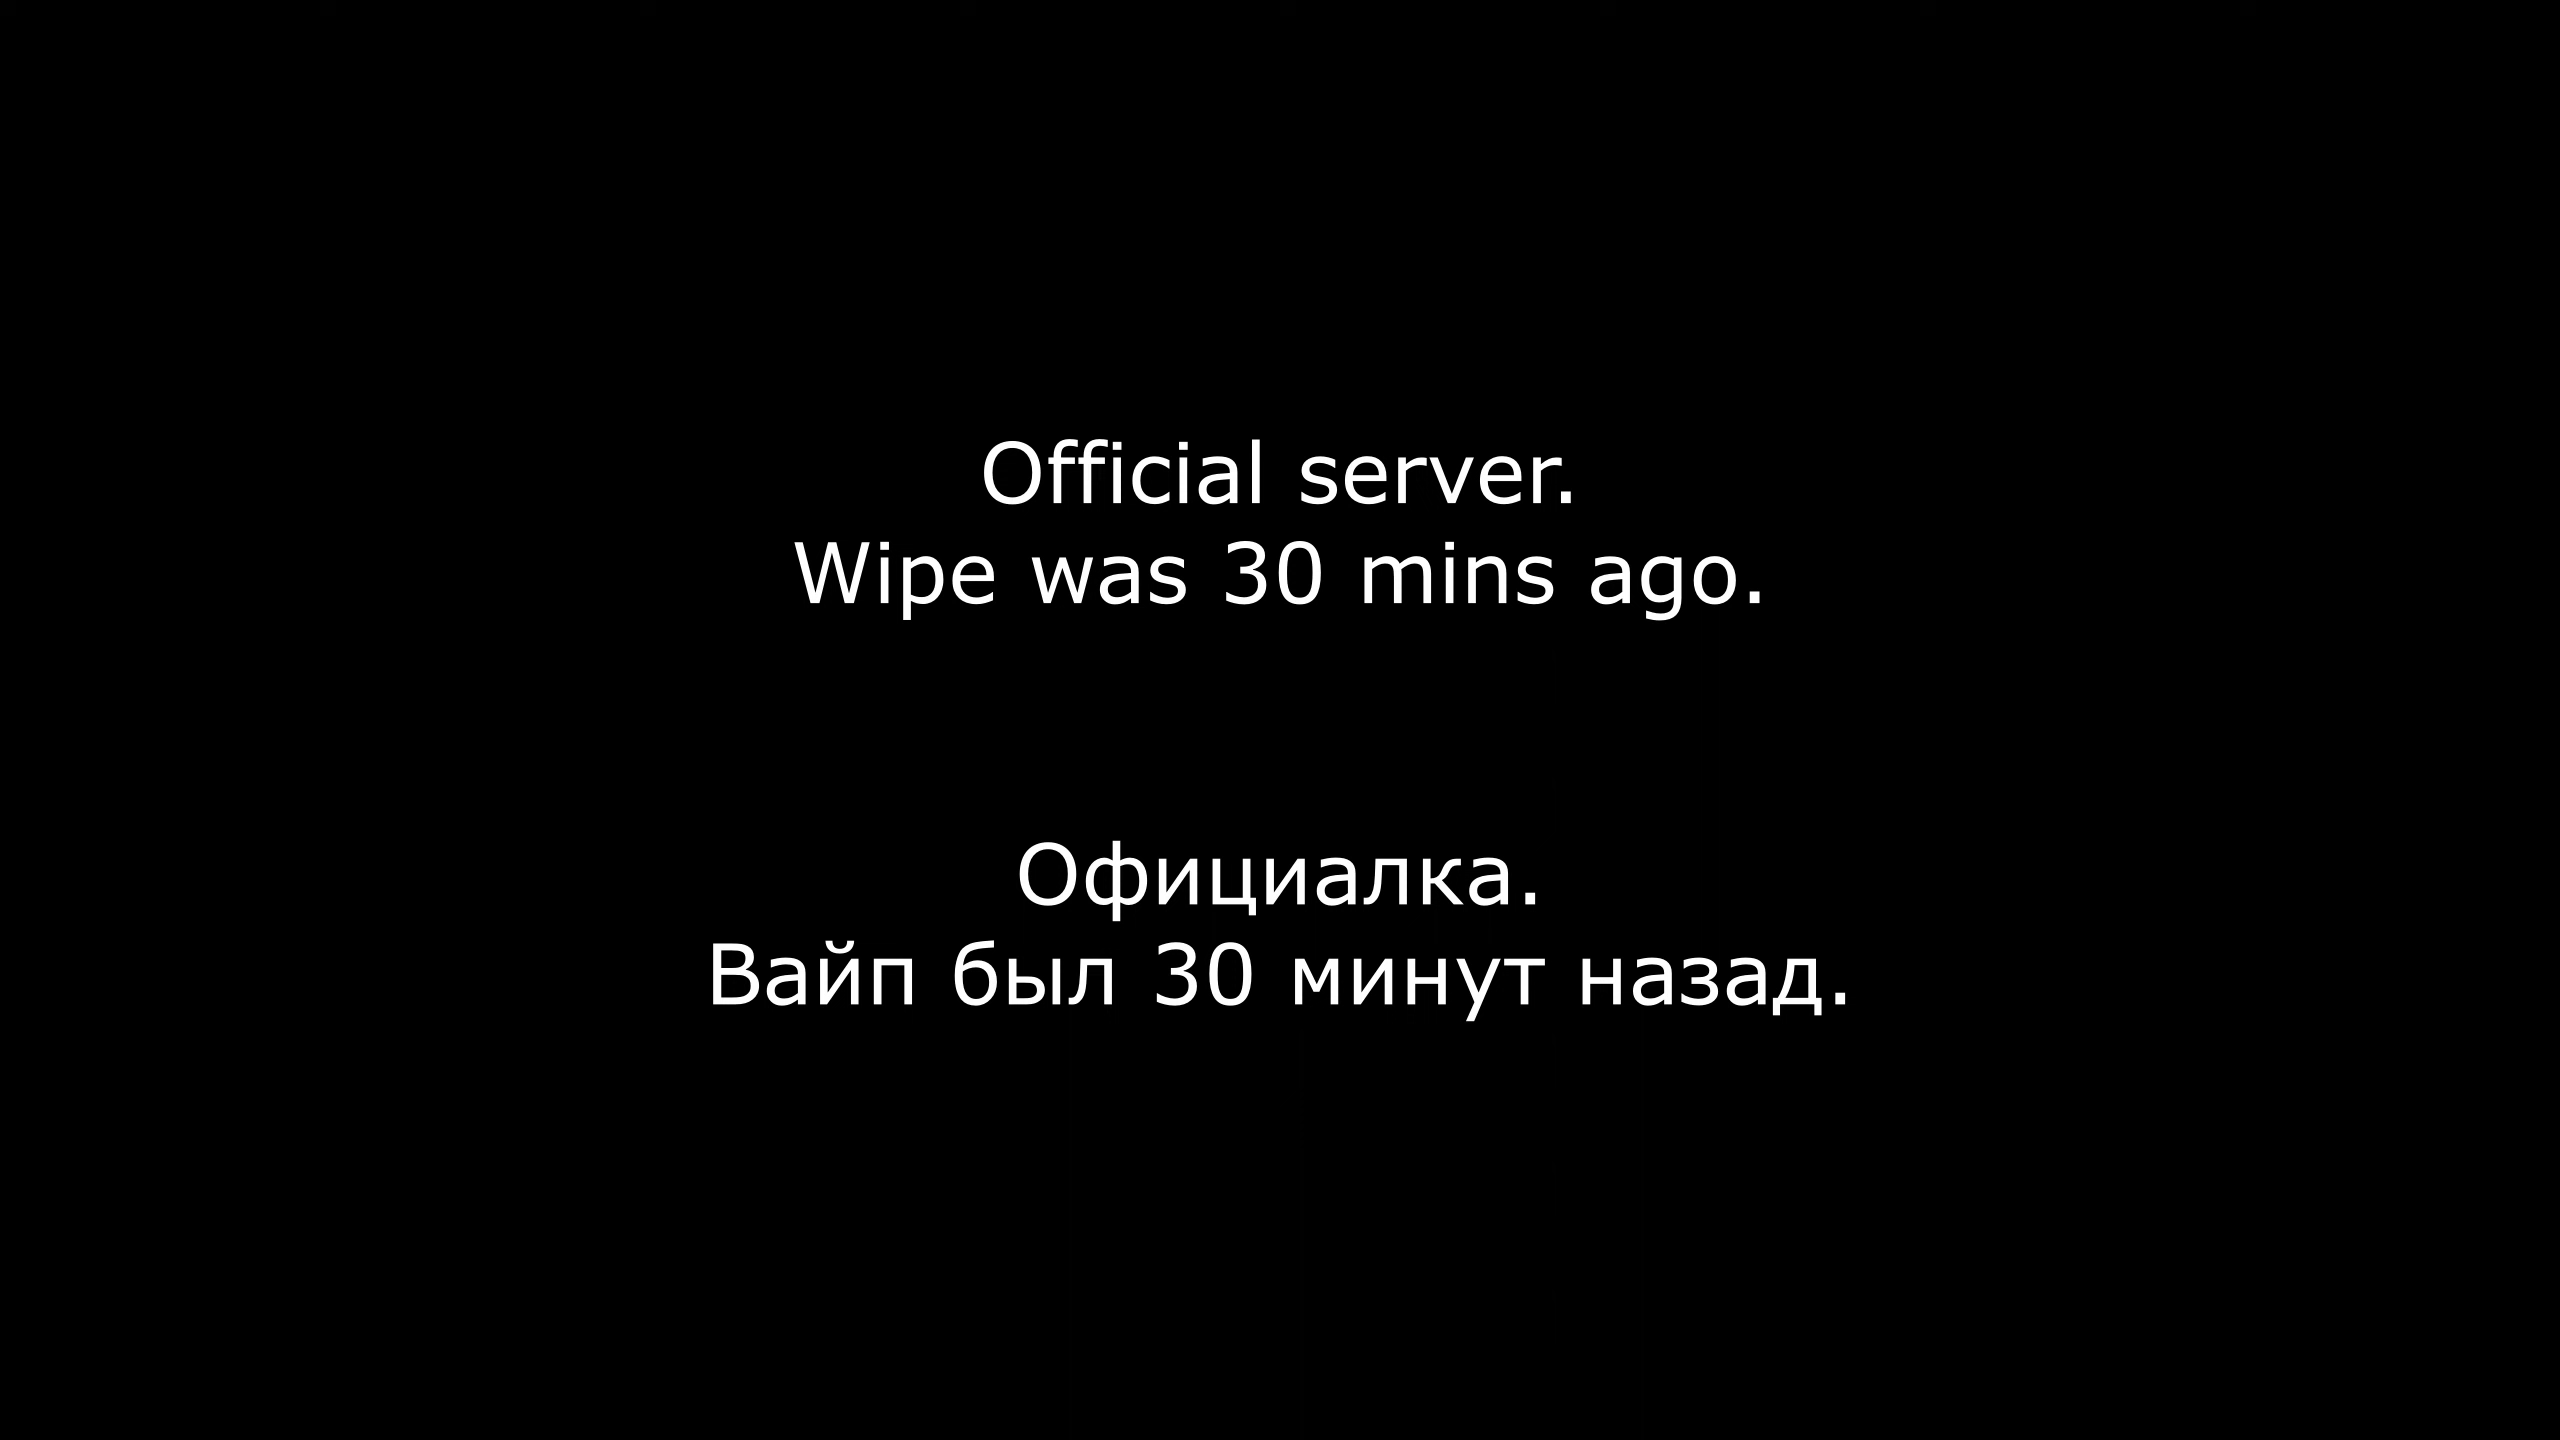 Official server.
Wipe was 30 mins ago.
Официалка.
Вайп был 30 минут назад.